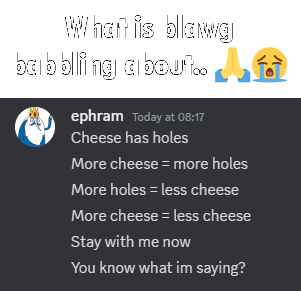 What is blawg
babbling about.. 🙏😭
ephram Today at 08:17
Cheese has holes
More cheese = more holes
More holes = less cheese
More cheese = less cheese
Stay with me now
You know what im saying?